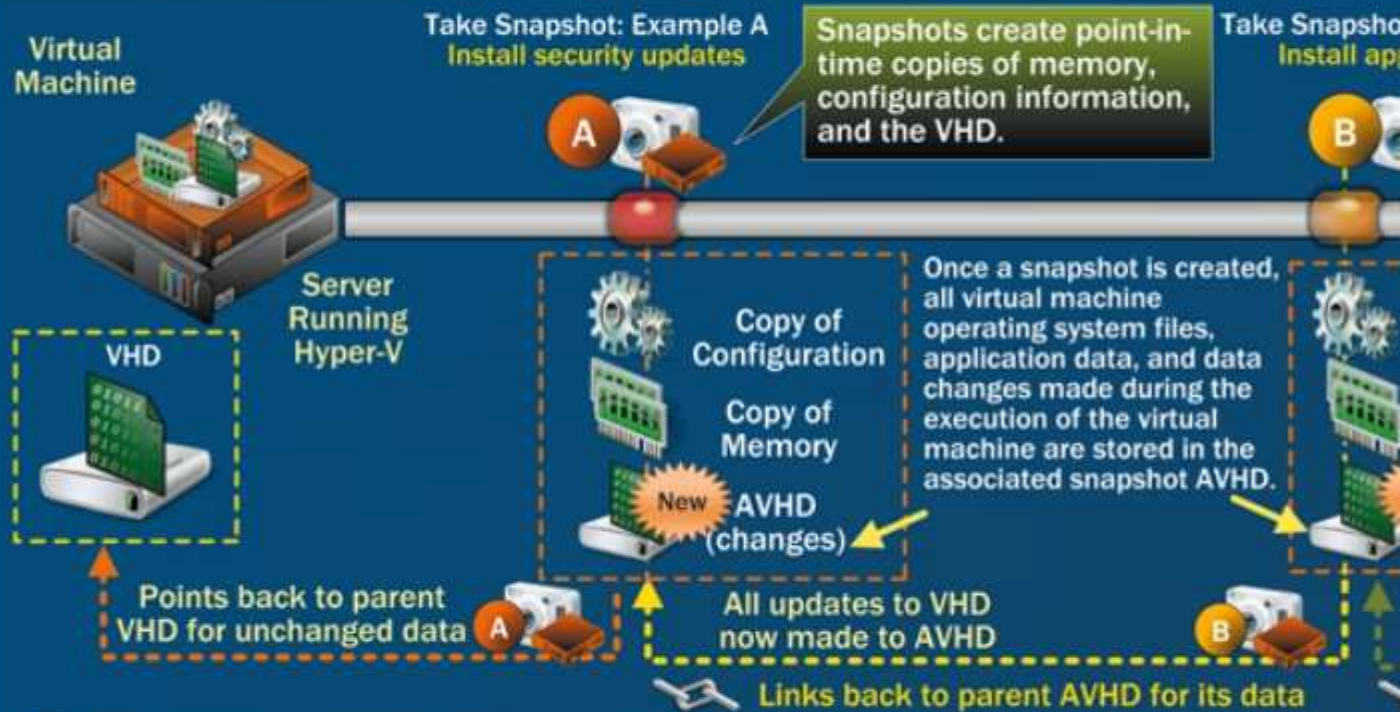 Virtual
Machine
Take Snapshot: Example A
Install security updates
Snapshots create point-in-
time copies of memory,
configuration information,
and the VHD.
Take Snapsho
Install app
A
B
Server
Running
Hyper-V
VHD
Copy of
Configuration
Copy of
Memory
New
AVHD
(changes)
Once a snapshot is created,
all virtual machine
operating system files,
application data, and data
changes made during the
execution of the virtual
machine are stored in the
associated snapshot AVHD.
Points back to parent
VHD for unchanged data
A
All updates to VHD
now made to AVHD
B
Links back to parent AVHD for its data